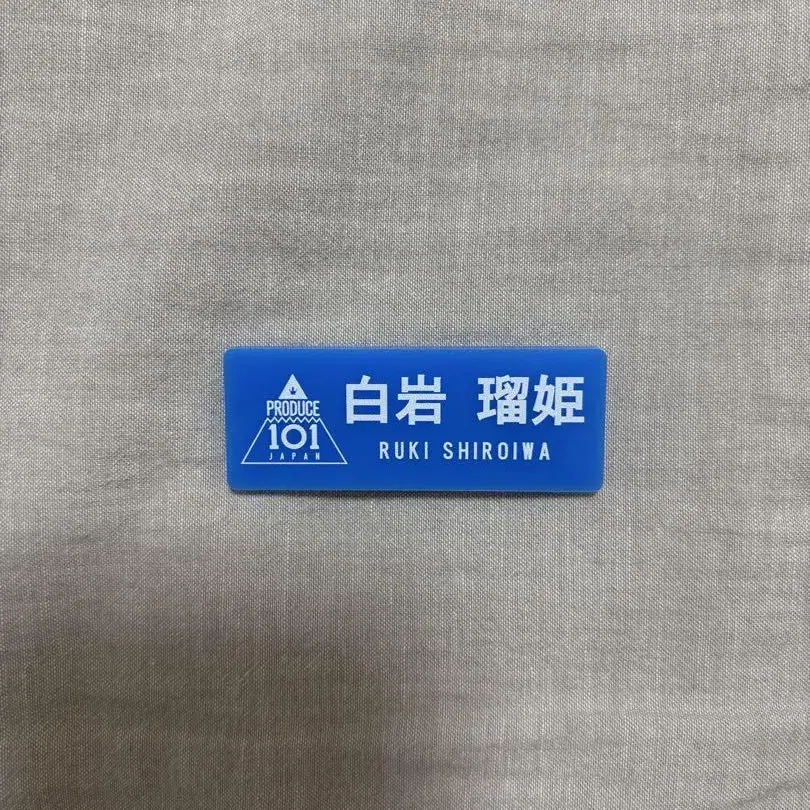 PRODUCE
101
JAPAN
白岩 瑠姫
RUKI SHIROIWA